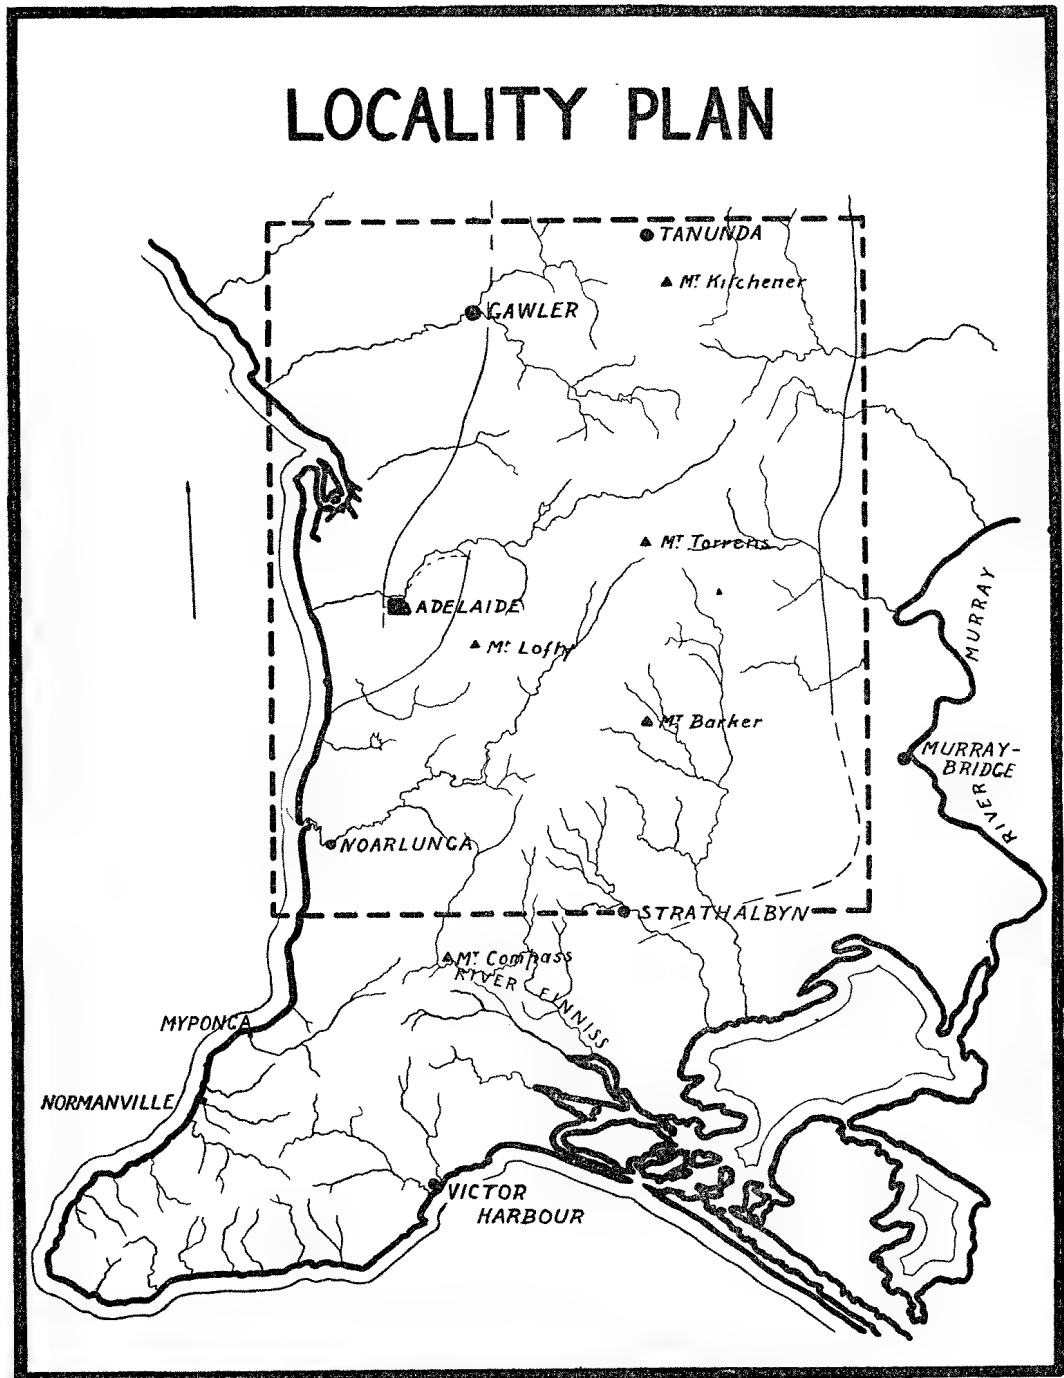 LOCALITY PLAN
TANUNDA
Mᵀ Kitchener
GAWLER
Mᵀ Torrens
ADELAIDE
Mᵀ Lofty
MURRAY
Mᵀ Barker
MURRAY-
BRIDGE
RIVER
NOARLUNGA
STRATHALBYN
Mᵀ Compass
RIVER FINNISS
MYPONGA
NORMANVILLE
VICTOR
HARBOUR